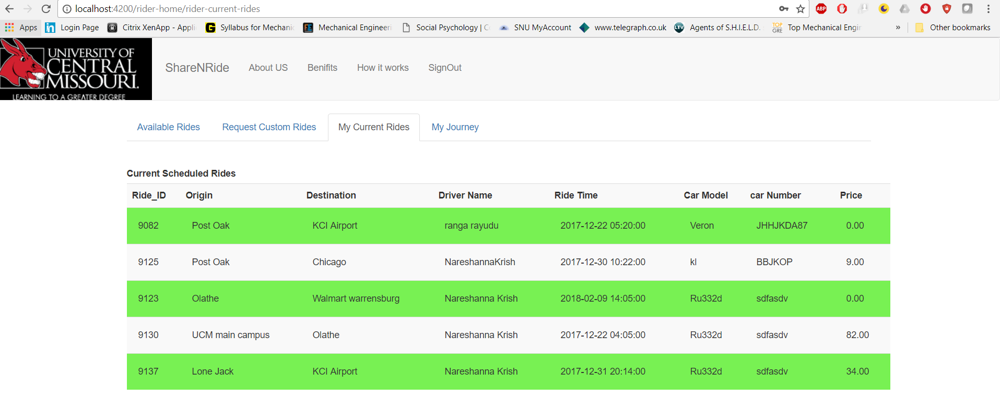 localhost:4200/rider-home/rider-current-rides ABP
Apps in Login Page Citrix XenApp - Appli G Syllabus for Mechanic FE Mechanical Engineeri Social Psychology | C SNU MyAccount www.telegraph.co.uk LTV Agents of S.H.I.E.L.D. TOP GRE Top Mechanical Engin » Other bookmarks
UNIVERSITY OF
CENTRAL
MISSOURI.
LEARNING TO A GREATER DEGREE
ShareNRide About US Benifits How it works SignOut
Available Rides Request Custom Rides My Current Rides My Journey
Current Scheduled Rides
Ride_ID Origin Destination Driver Name Ride Time Car Model car Number Price
9082 Post Oak KCI Airport ranga rayudu 2017-12-22 05:20:00 Veron JHHJKDA87 0.00
9125 Post Oak Chicago NareshannaKrish 2017-12-30 10:22:00 kl BBJKOP 9.00
9123 Olathe Walmart warrensburg Nareshanna Krish 2018-02-09 14:05:00 Ru332d sdfasdv 0.00
9130 UCM main campus Olathe Nareshanna Krish 2017-12-22 04:05:00 Ru332d sdfasdv 82.00
9137 Lone Jack KCI Airport Nareshanna Krish 2017-12-31 20:14:00 Ru332d sdfasdv 34.00